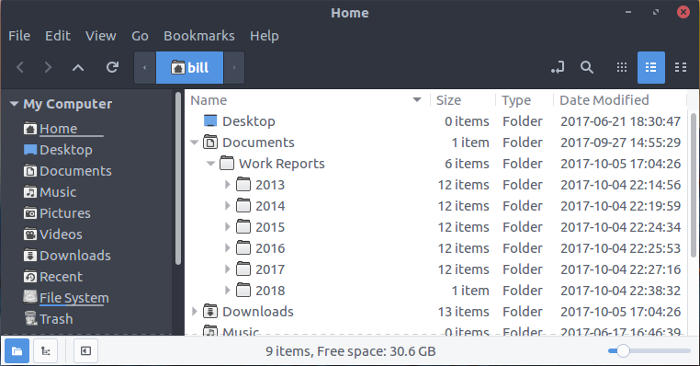 Home
File Edit View Go Bookmarks Help
bill
My Computer
Home
Desktop
Documents
Music
Pictures
Videos
Downloads
Recent
File System
Trash
Name Size Type Date Modified
Desktop 0 items Folder 2017-06-21 18:30:47
Documents 1 item Folder 2017-09-27 14:55:29
Work Reports 6 items Folder 2017-10-05 17:04:26
2013 12 items Folder 2017-10-04 22:14:56
2014 12 items Folder 2017-10-04 22:19:59
2015 12 items Folder 2017-10-04 22:24:34
2016 12 items Folder 2017-10-04 22:25:53
2017 12 items Folder 2017-10-04 22:27:16
2018 1 item Folder 2017-10-04 22:38:32
Downloads 13 items Folder 2017-10-05 17:04:26
Music 0 items Folder 2017-06-17 16:46:39
9 items, Free space: 30.6 GB